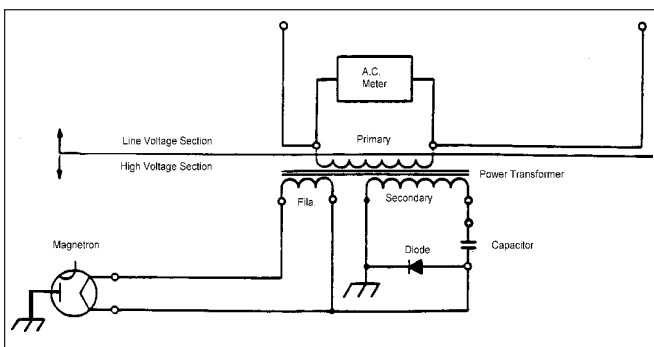 A.C.
Meter
Line Voltage Section
Primary
High Voltage Section
Power Transformer
Fila.
Secondary
Magnetron
Diode
Capacitor